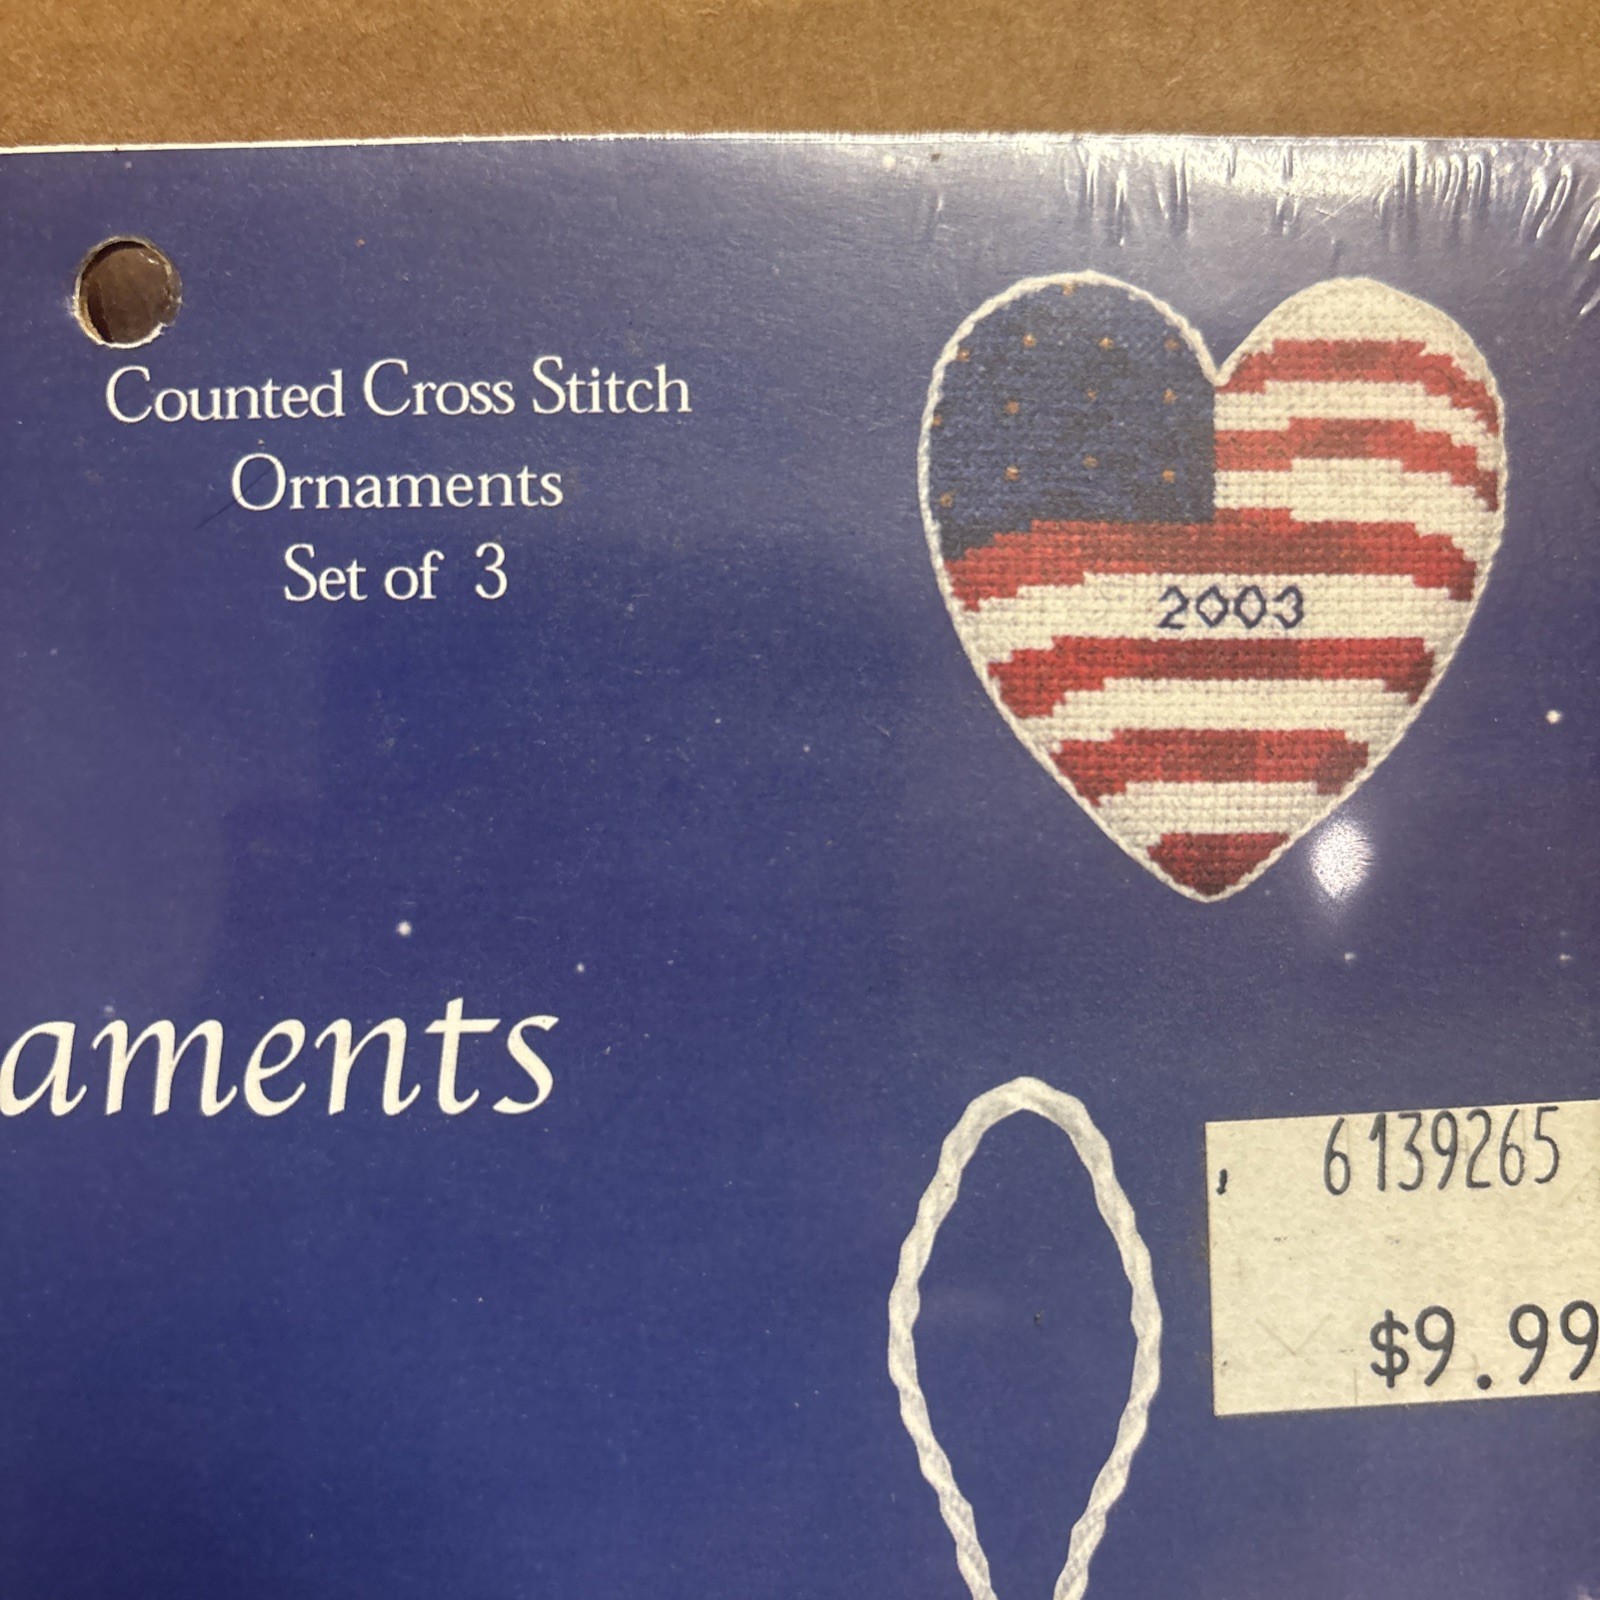 Counted Cross Stitch
Ornaments
Set of 3
2003
aments
6139265
$9.99